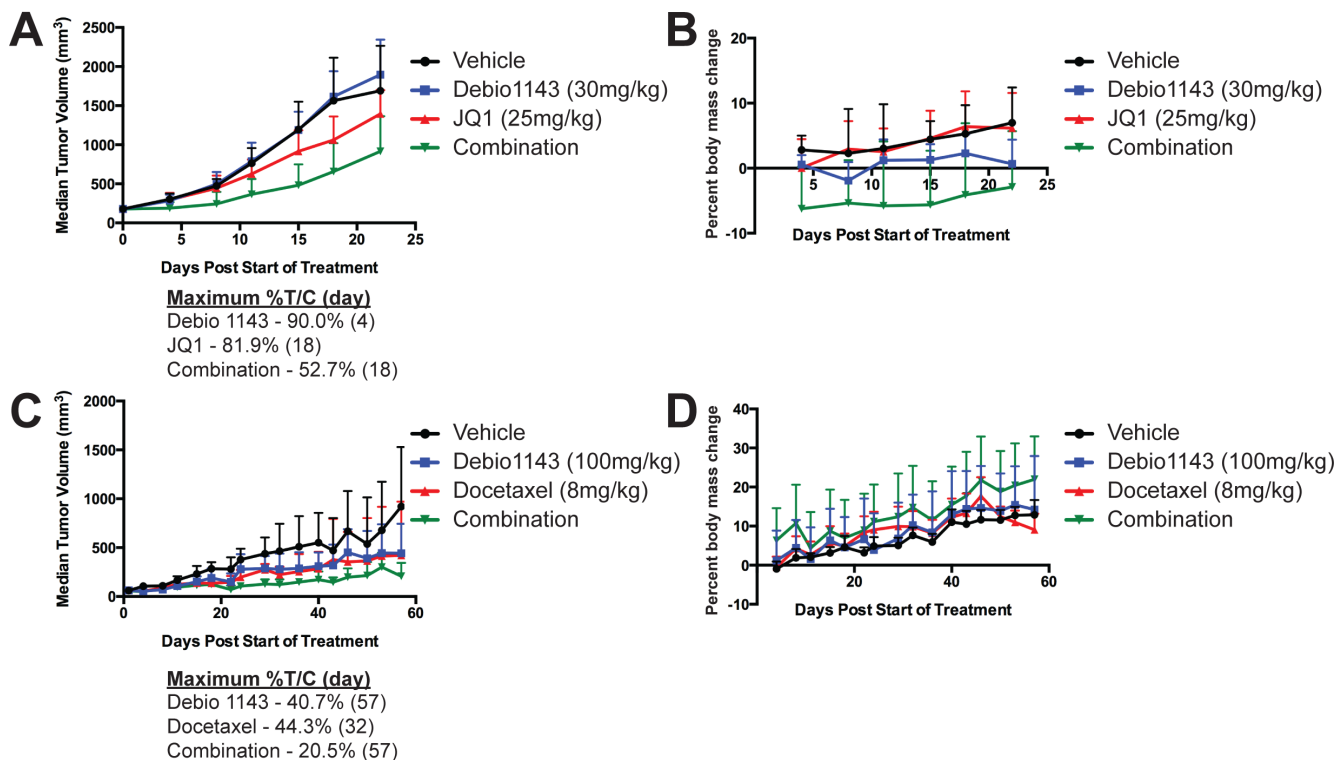 A
Median Tumor Volume (mm³)
2500
2000
1500
1000
500
0
0
5
10
15
20
25
Days Post Start of Treatment
Vehicle
Debio1143 (30mg/kg)
JQ1 (25mg/kg)
Combination
Maximum %T/C (day)
Debio 1143 - 90.0% (4)
JQ1 - 81.9% (18)
Combination - 52.7% (18)
B
Percent body mass change
20
10
0
-10
5
10
15
20
25
Days Post Start of Treatment
Vehicle
Debio1143 (30mg/kg)
JQ1 (25mg/kg)
Combination
C
Median Tumor Volume (mm³)
2000
1500
1000
500
0
0
20
40
60
Days Post Start of Treatment
Vehicle
Debio1143 (100mg/kg)
Docetaxel (8mg/kg)
Combination
Maximum %T/C (day)
Debio 1143 - 40.7% (57)
Docetaxel - 44.3% (32)
Combination - 20.5% (57)
D
Percent body mass change
40
30
20
10
0
-10
20
40
60
Days Post Start of Treatment
Vehicle
Debio1143 (100mg/kg)
Docetaxel (8mg/kg)
Combination